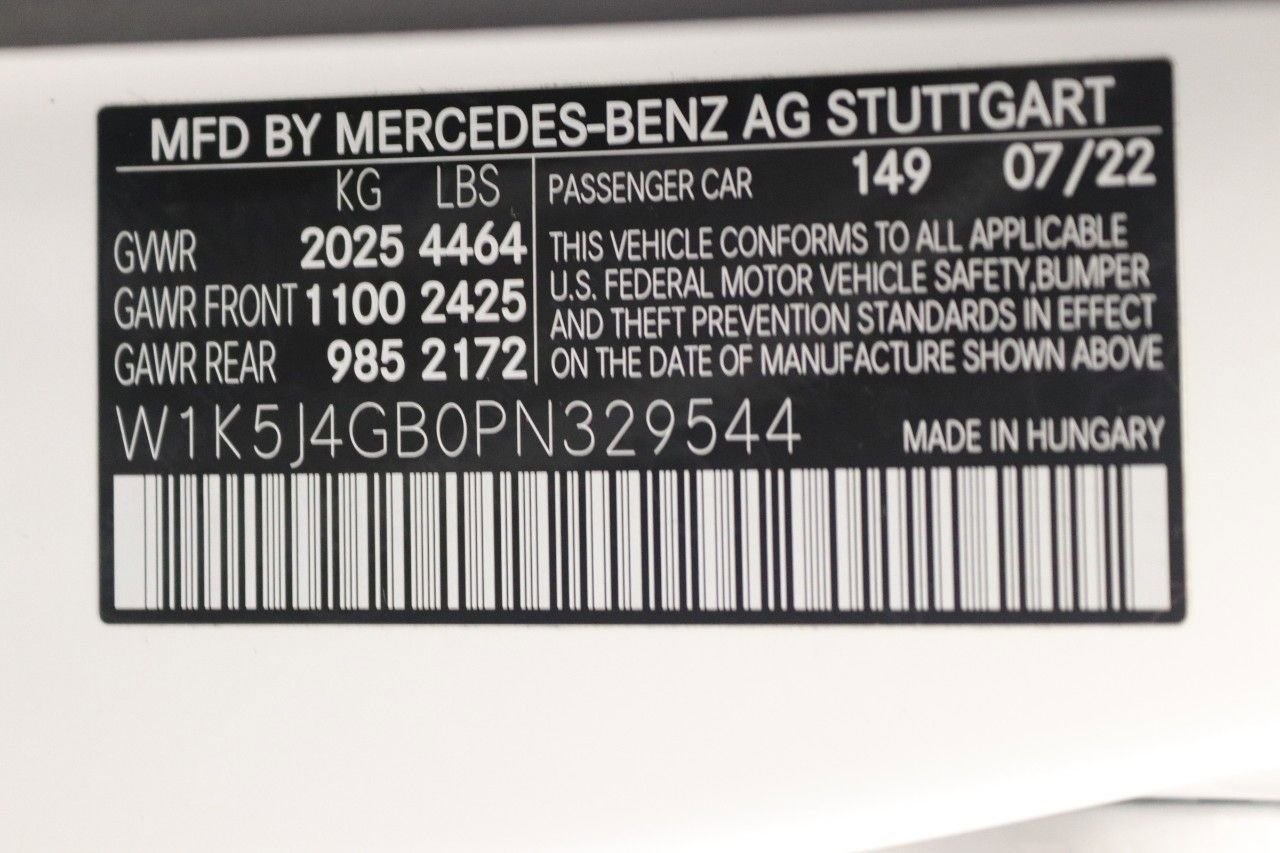 MFD BY MERCEDES-BENZ AG STUTTGART
KG LBS
GVWR 2025 4464
GAWR FRONT 1100 2425
GAWR REAR 985 2172
PASSENGER CAR 149 07/22
THIS VEHICLE CONFORMS TO ALL APPLICABLE
U.S. FEDERAL MOTOR VEHICLE SAFETY,BUMPER
AND THEFT PREVENTION STANDARDS IN EFFECT
ON THE DATE OF MANUFACTURE SHOWN ABOVE
W1K5J4GB0PN329544
MADE IN HUNGARY